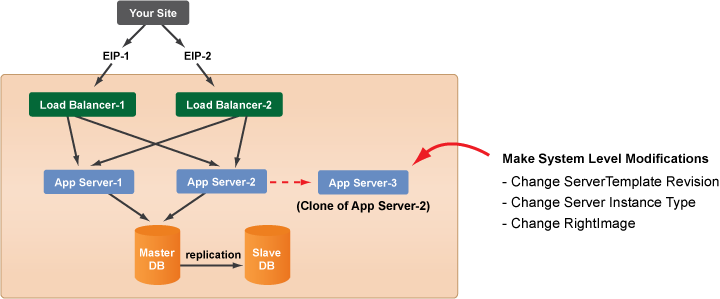 Your Site
EIP-1
EIP-2
Load Balancer-1
Load Balancer-2
App Server-1
App Server-2
App Server-3
(Clone of App Server-2)
Make System Level Modifications
- Change ServerTemplate Revision
- Change Server Instance Type
- Change RightImage
Master
DB
replication
Slave
DB